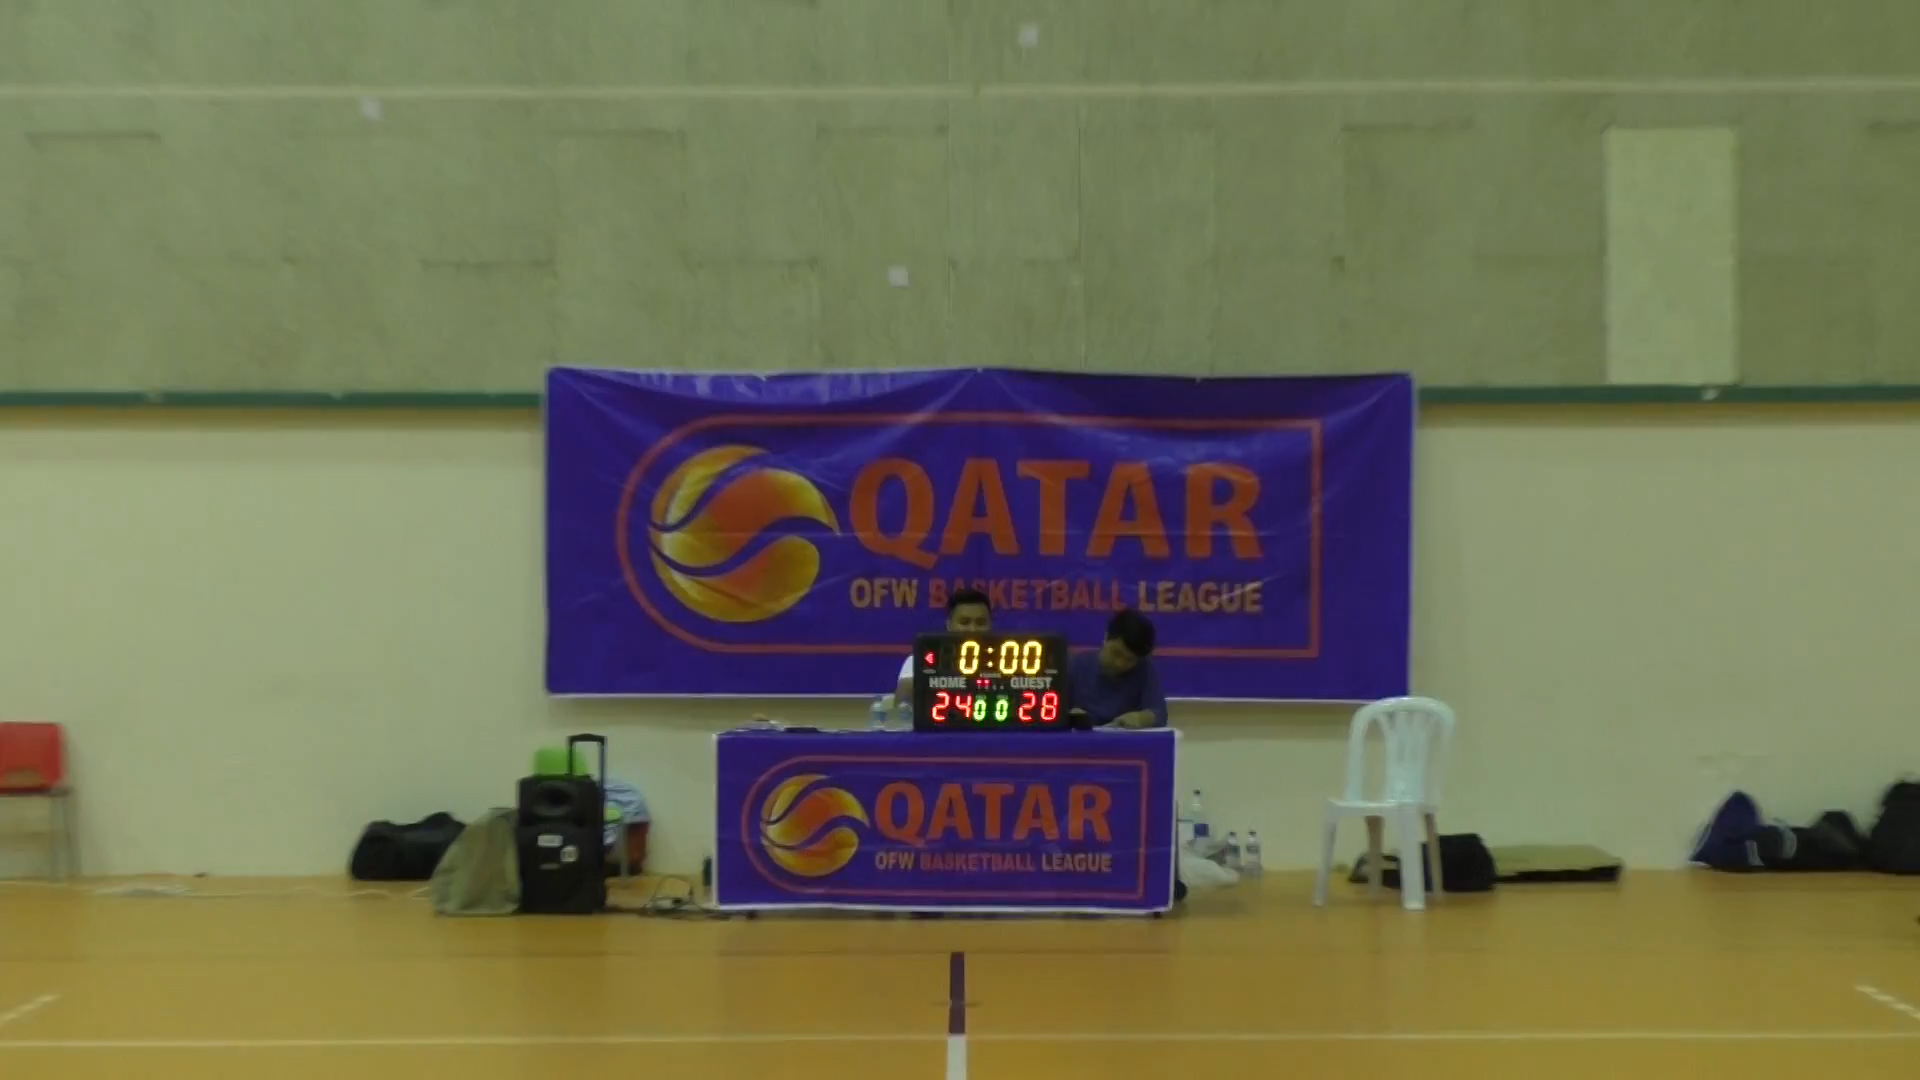 QATAR
OFW BASKETBALL LEAGUE
0:00
HOME GUEST
24 0 0 28
QATAR
OFW BASKETBALL LEAGUE